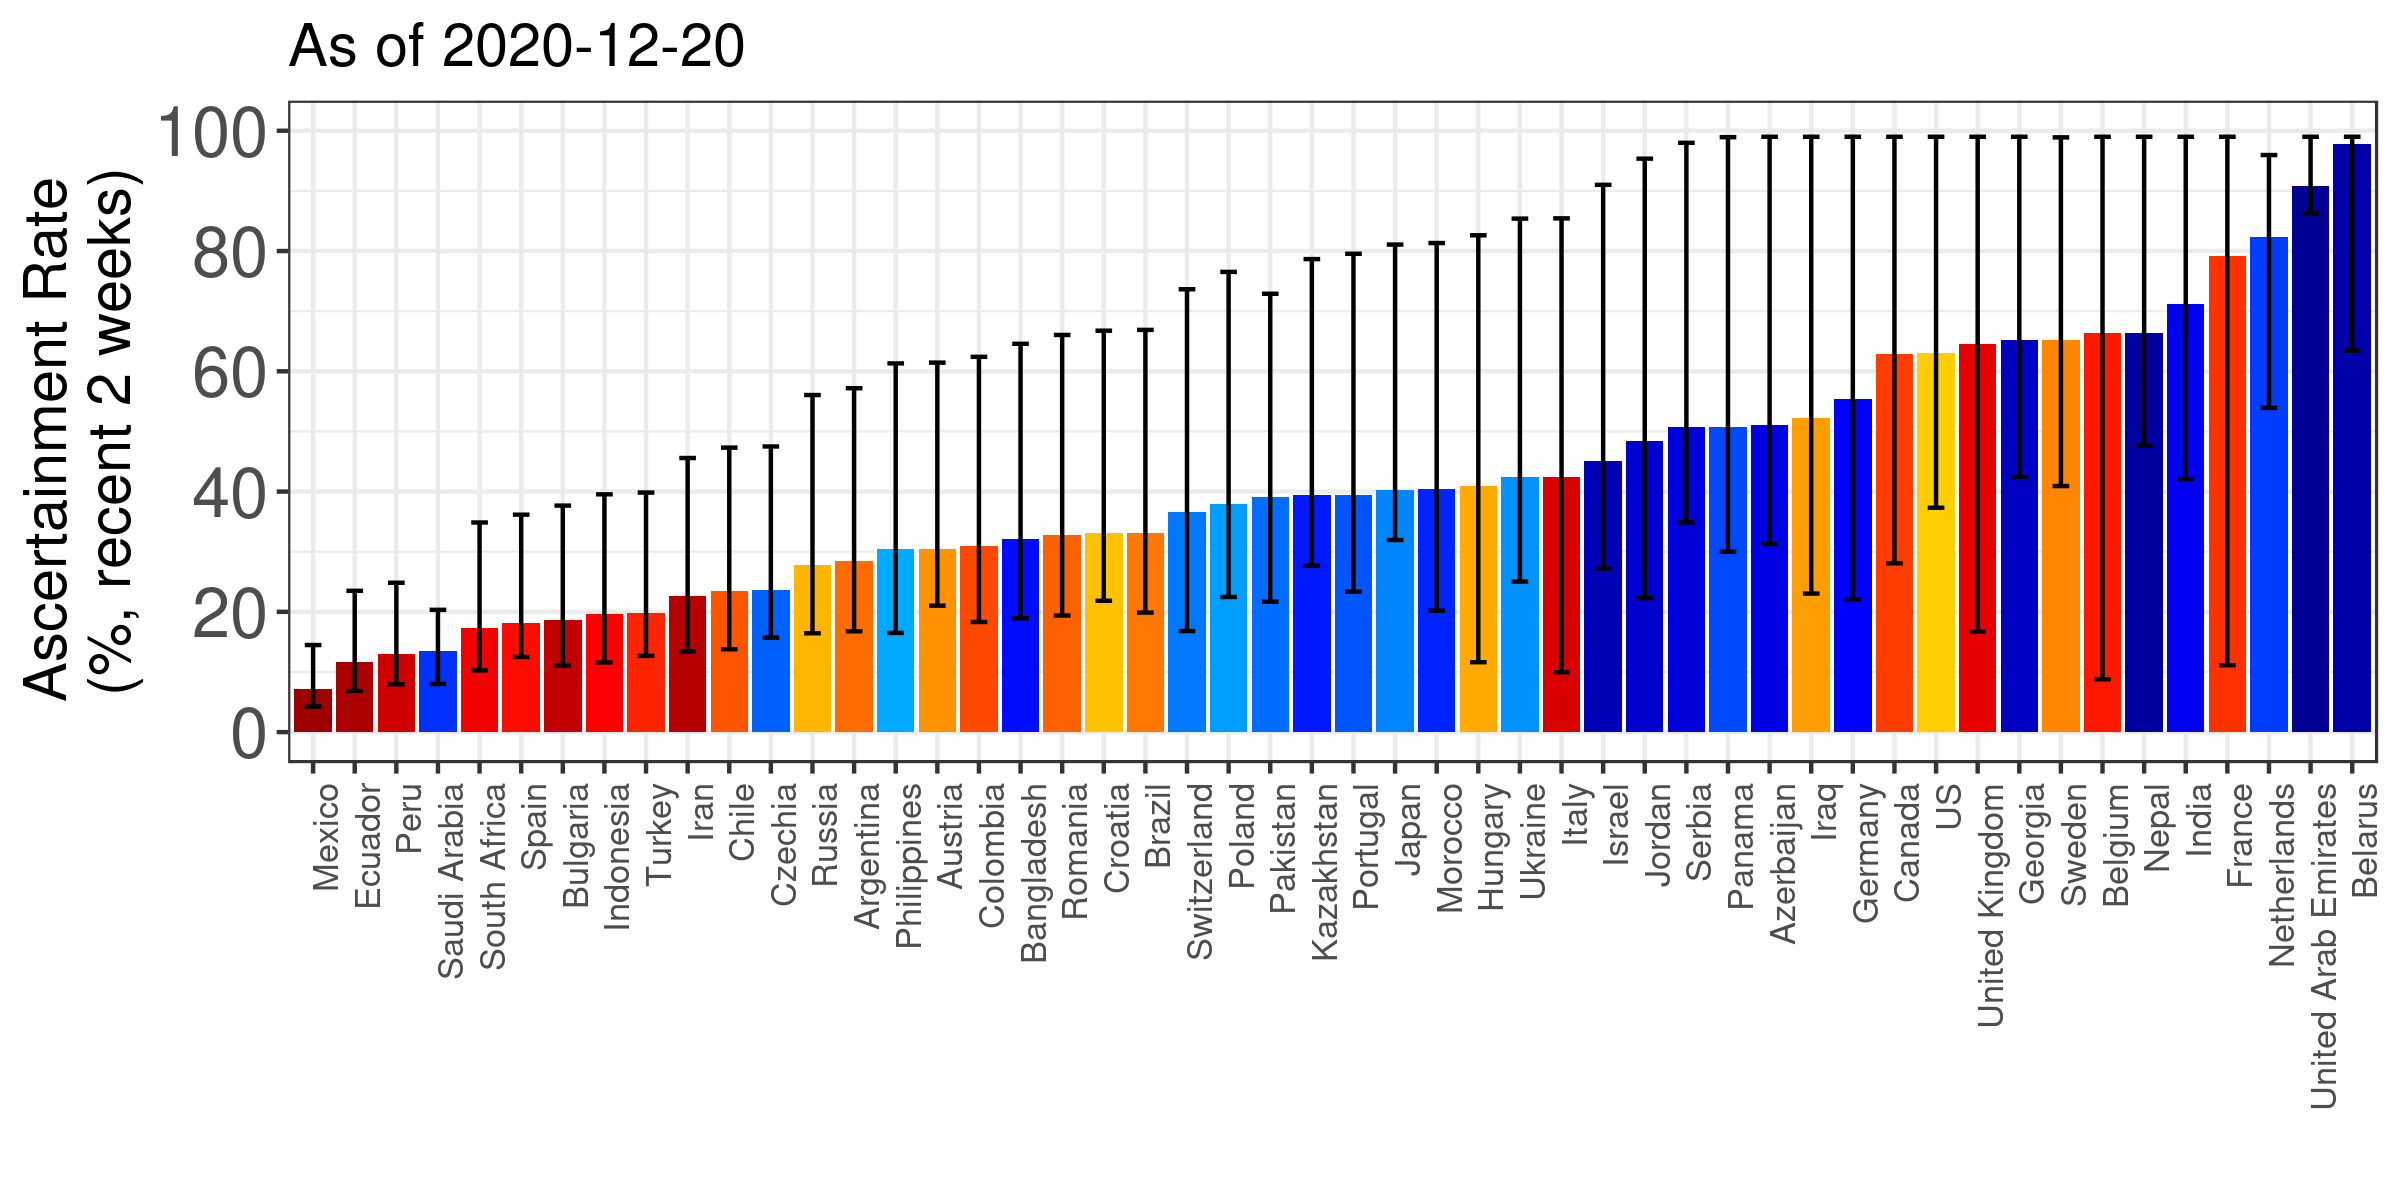 As of 2020-12-20
Ascertainment Rate
(%, recent 2 weeks)
100
80
60
40
20
0
Mexico
Ecuador
Peru
Saudi Arabia
South Africa
Spain
Bulgaria
Indonesia
Turkey
Iran
Chile
Czechia
Russia
Argentina
Philippines
Austria
Colombia
Bangladesh
Romania
Croatia
Brazil
Switzerland
Poland
Pakistan
Kazakhstan
Portugal
Japan
Morocco
Hungary
Ukraine
Italy
Israel
Jordan
Serbia
Panama
Azerbaijan
Iraq
Germany
Canada
US
United Kingdom
Georgia
Sweden
Belgium
Nepal
India
France
Netherlands
United Arab Emirates
Belarus